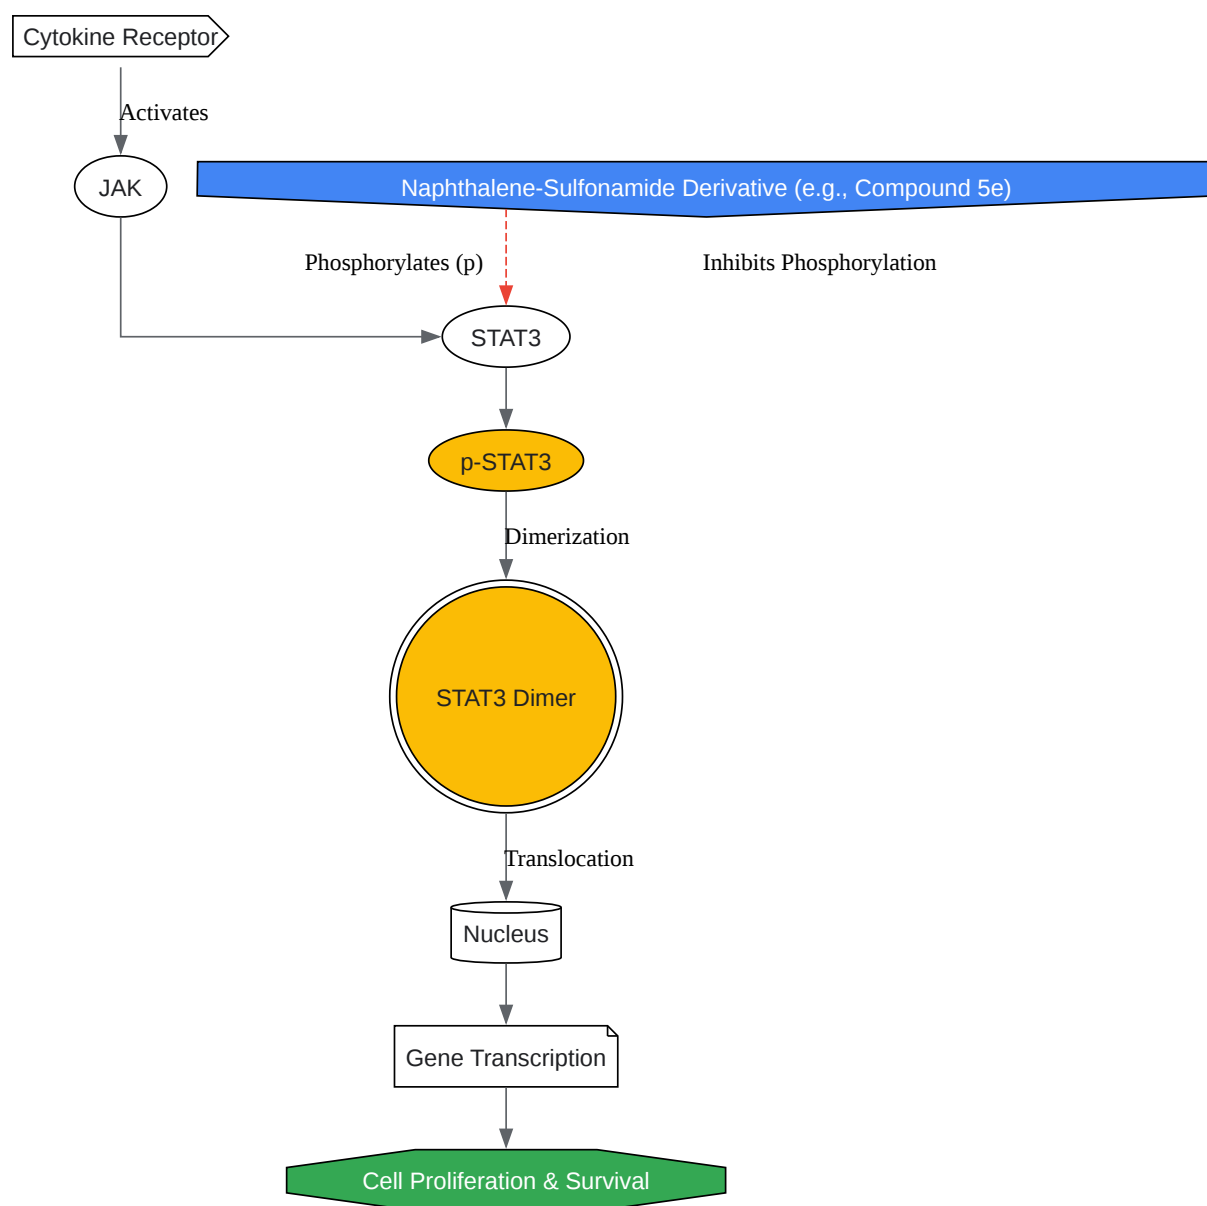 Cytokine Receptor
Activates
JAK
Naphthalene-Sulfonamide Derivative (e.g., Compound 5e)
Phosphorylates (p)
Inhibits Phosphorylation
STAT3
p-STAT3
Dimerization
STAT3 Dimer
Translocation
Nucleus
Gene Transcription
Cell Proliferation & Survival